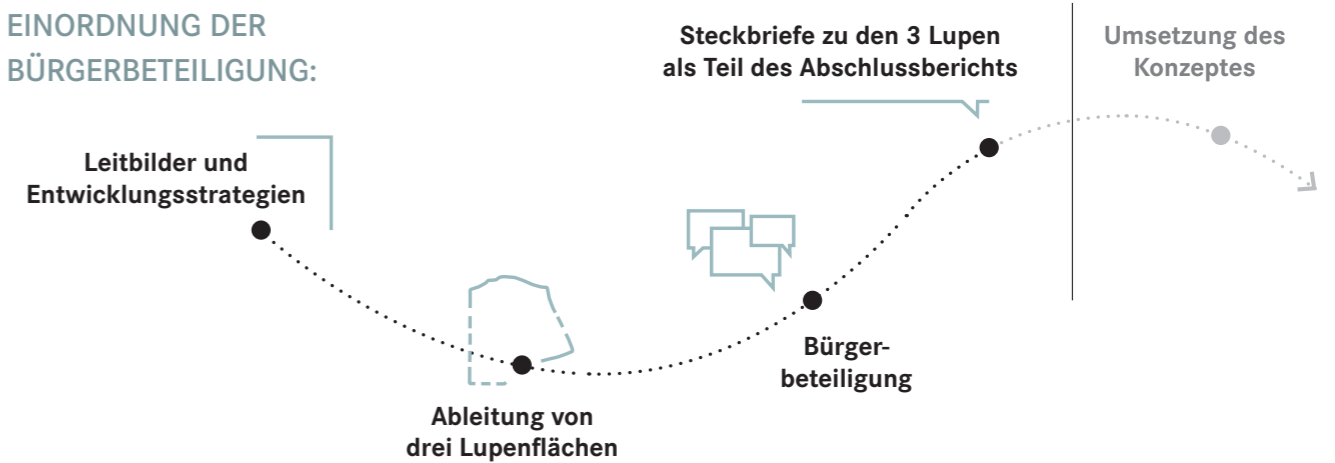 EINORDNUNG DER
BÜRGERBETEILIGUNG:
Leitbilder und
Entwicklungsstrategien
Ableitung von
drei Lupenflächen
Bürger-
beteiligung
Steckbriefe zu den 3 Lupen
als Teil des Abschlussberichts
Umsetzung des
Konzeptes